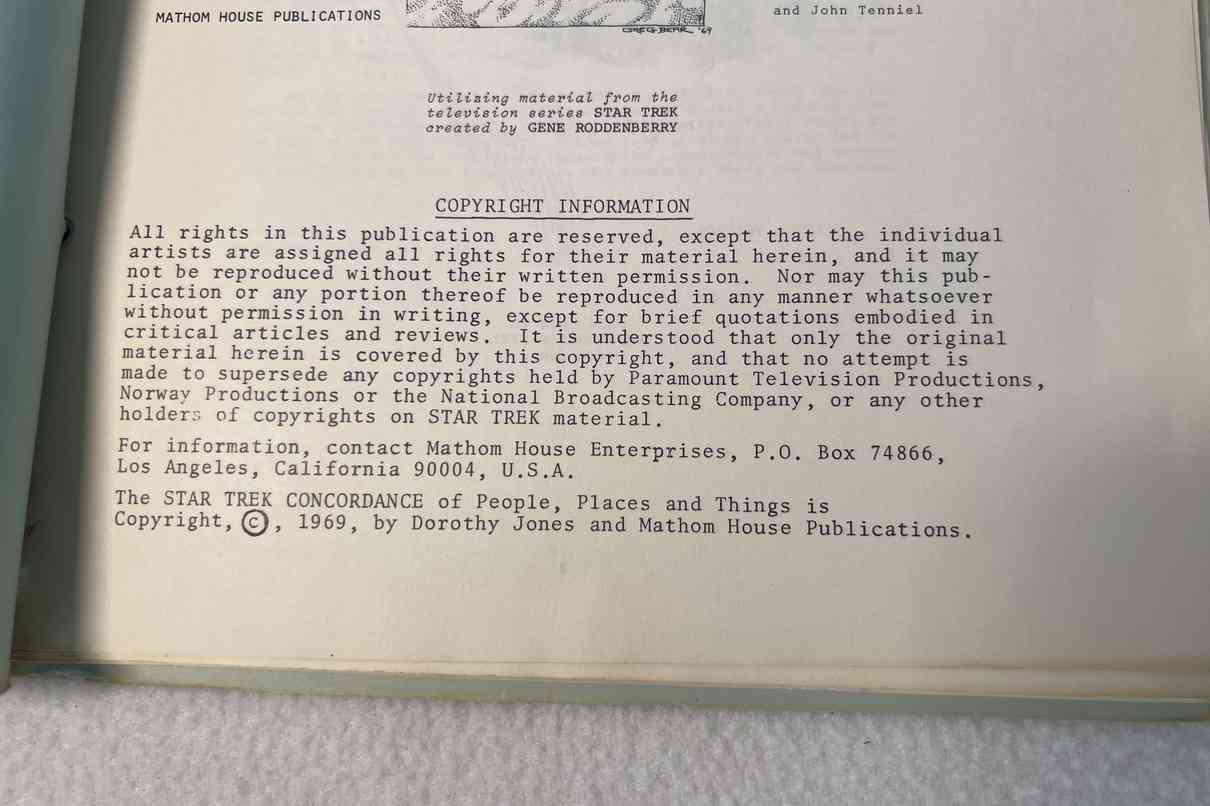 MATHOM HOUSE PUBLICATIONS
GREG BEAR '69
and John Tenniel
Utilizing material from the
television series STAR TREK
created by GENE RODDENBERRY
COPYRIGHT INFORMATION
All rights in this publication are reserved, except that the individual
artists are assigned all rights for their material herein, and it may
not be reproduced without their written permission. Nor may this pub-
lication or any portion thereof be reproduced in any manner whatsoever
without permission in writing, except for brief quotations embodied in
critical articles and reviews. It is understood that only the original
material herein is covered by this copyright, and that no attempt is
made to supersede any copyrights held by Paramount Television Productions,
Norway Productions or the National Broadcasting Company, or any other
holders of copyrights on STAR TREK material.
For information, contact Mathom House Enterprises, P.O. Box 74866,
Los Angeles, California 90004, U.S.A.
The STAR TREK CONCORDANCE of People, Places and Things is
Copyright, ©, 1969, by Dorothy Jones and Mathom House Publications.